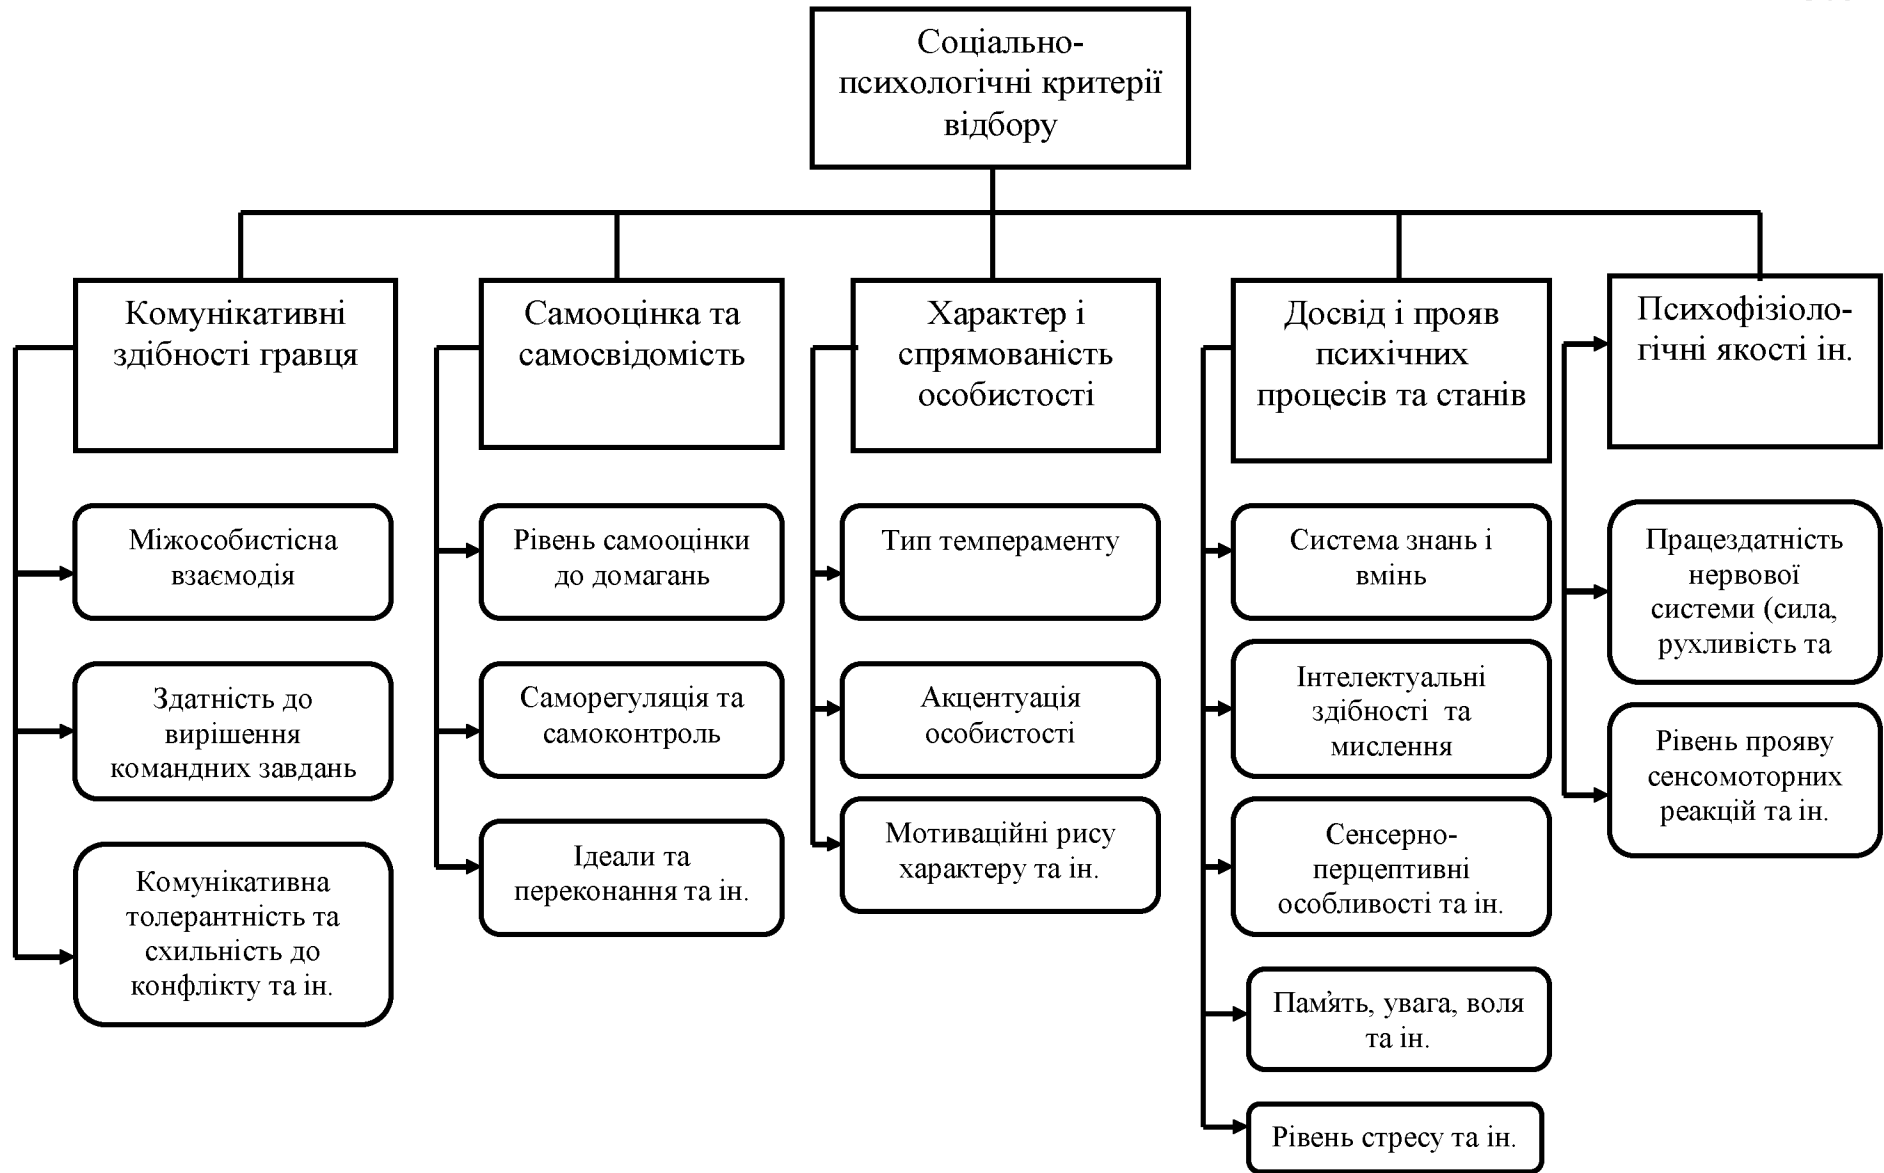 Соціально-
психологічні критерії
відбору
Комунікативні
здібності гравця
Самооцінка та
самосвідомість
Характер і
спрямованість
особистості
Досвід і прояв
психічних
процесів та станів
Психофізіоло-
гічні якості ін.
Міжособистісна
взаємодія
Здатність до
вирішення
командних завдань
Комунікативна
толерантність та
схильність до
конфлікту та ін.
Рівень самооцінки
до домагань
Саморегуляція та
самоконтроль
Ідеали та
переконання та ін.
Тип темпераменту
Акцентуація
особистості
Мотиваційні рису
характеру та ін.
Система знань і
вмінь
Інтелектуальні
здібності та
мислення
Сенсерно-
перцептивні
особливості та ін.
Пам'ять, увага, воля
та ін.
Рівень стресу та ін.
Працездатність
нервової
системи (сила,
рухливість та
Рівень прояву
сенсомоторних
реакцій та ін.